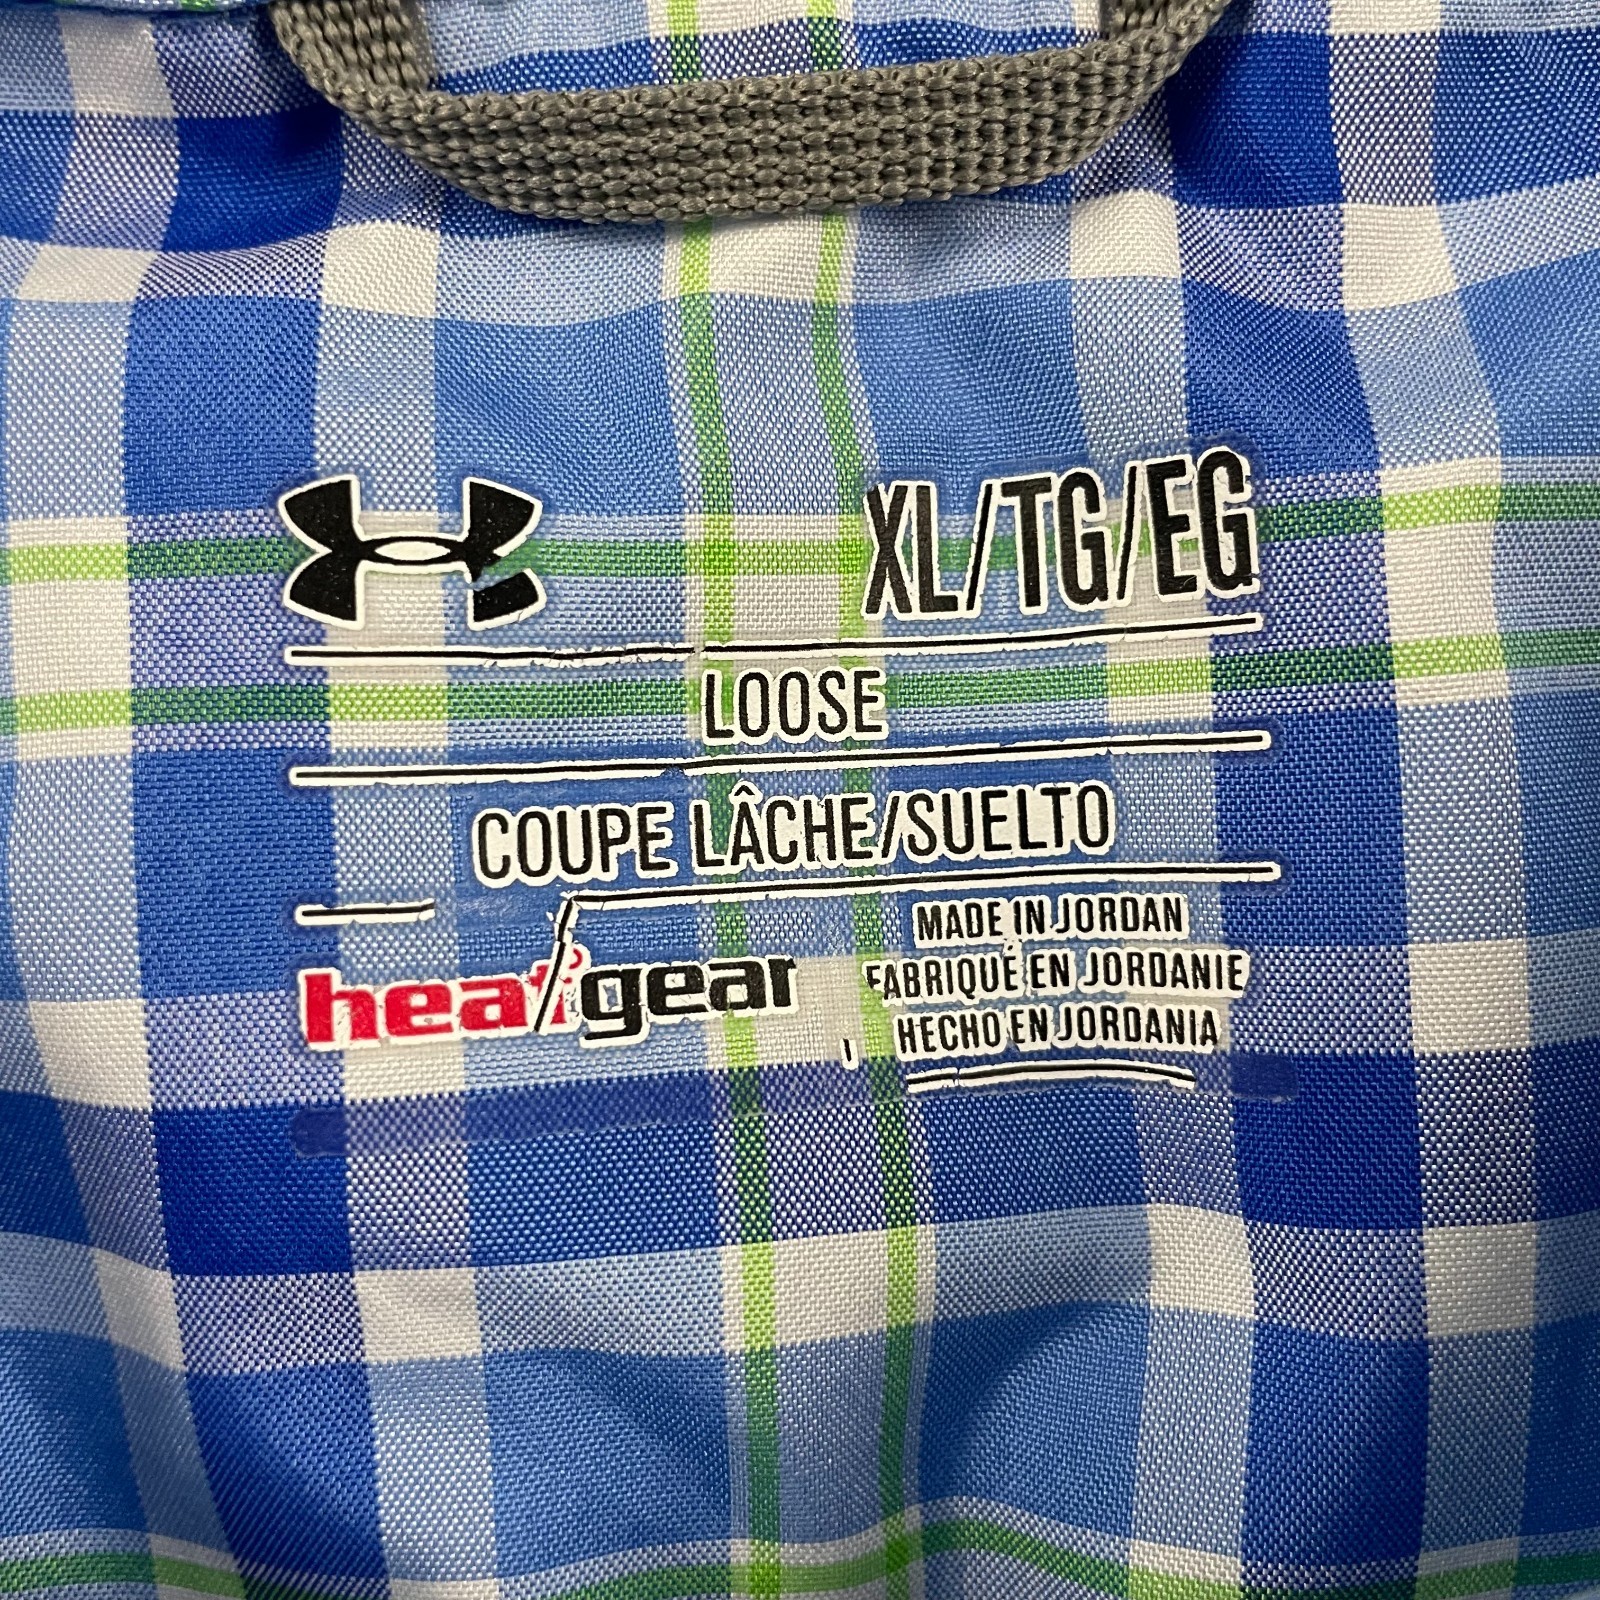 XL/TG/EG
LOOSE
COUPE LÂCHE/SUELTO
heatgear
MADE IN JORDAN
FABRIQUÉ EN JORDANIE
HECHO EN JORDANIA